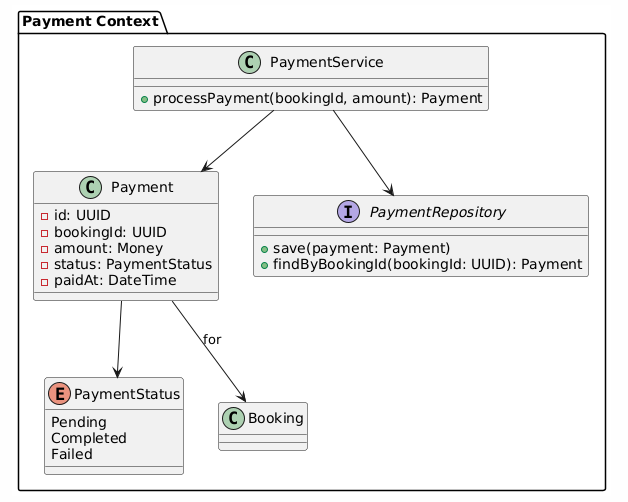 Payment Context
C PaymentService
processPayment(bookingId, amount): Payment
C Payment
id: UUID
bookingId: UUID
amount: Money
status: PaymentStatus
paidAt: DateTime
I PaymentRepository
save(payment: Payment)
findByBookingId(bookingId: UUID): Payment
for
E PaymentStatus
Pending
Completed
Failed
C Booking